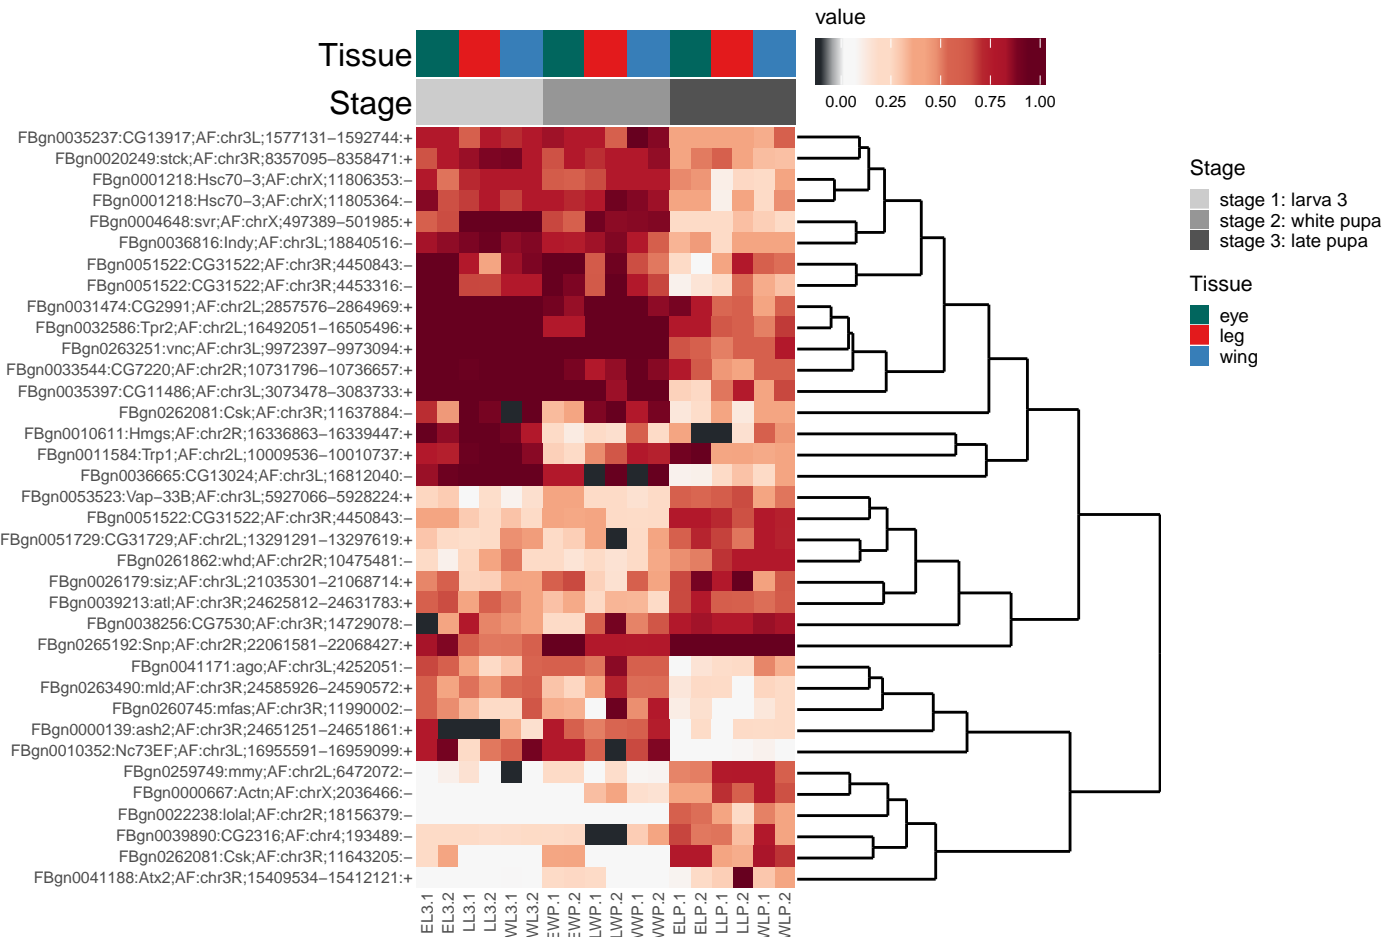 value
0.00 0.25 0.50 0.75 1.00
Tissue
Stage
FBgn0035237:CG13917;AF:chr3L;1577131−1592744:+
FBgn0020249:stck;AF:chr3R;8357095−8358471:+
FBgn0001218:Hsc70−3;AF:chrX;11806353:−
FBgn0001218:Hsc70−3;AF:chrX;11805364:−
FBgn0004648:svr;AF:chrX;497389−501985:+
FBgn0036816:Indy;AF:chr3L;18840516:−
FBgn0051522:CG31522;AF:chr3R;4450843:−
FBgn0051522:CG31522;AF:chr3R;4453316:−
FBgn0031474:CG2991;AF:chr2L;2857576−2864969:+
FBgn0032586:Tpr2;AF:chr2L;16492051−16505496:+
FBgn0263251:vnc;AF:chr3L;9972397−9973094:+
FBgn0033544:CG7220;AF:chr2R;10731796−10736657:+
FBgn0035397:CG11486;AF:chr3L;3073478−3083733:+
FBgn0262081:Csk;AF:chr3R;11637884:−
FBgn0010611:Hmgs;AF:chr2R;16336863−16339447:+
FBgn0011584:Trp1;AF:chr2L;10009536−10010737:+
FBgn0036665:CG13024;AF:chr3L;16812040:−
FBgn0053523:Vap−33B;AF:chr3L;5927066−5928224:+
FBgn0051522:CG31522;AF:chr3R;4450843:−
FBgn0051729:CG31729;AF:chr2L;13291291−13297619:+
FBgn0261862:whd;AF:chr2R;10475481:−
FBgn0026179:siz;AF:chr3L;21035301−21068714:+
FBgn0039213:atl;AF:chr3R;24625812−24631783:+
FBgn0038256:CG7530;AF:chr3R;14729078:−
FBgn0265192:Snp;AF:chr2R;22061581−22068427:+
FBgn0041171:ago;AF:chr3L;4252051:−
FBgn0263490:mld;AF:chr3R;24585926−24590572:+
FBgn0260745:mfas;AF:chr3R;11990002:−
FBgn0000139:ash2;AF:chr3R;24651251−24651861:+
FBgn0010352:Nc73EF;AF:chr3L;16955591−16959099:+
FBgn0259749:mmy;AF:chr2L;6472072:−
FBgn0000667:Actn;AF:chrX;2036466:−
FBgn0022238:lolal;AF:chr2R;18156379:−
FBgn0039890:CG2316;AF:chr4;193489:−
FBgn0262081:Csk;AF:chr3R;11643205:−
FBgn0041188:Atx2;AF:chr3R;15409534−15412121:+
EL3.1
EL3.2
LL3.1
LL3.2
WL3.1
WL3.2
EWP.1
EWP.2
LWP.1
LWP.2
WWP.1
WWP.2
ELP.1
ELP.2
LLP.1
LLP.2
WLP.1
WLP.2
Stage
stage 1: larva 3
stage 2: white pupa
stage 3: late pupa
Tissue
eye
leg
wing